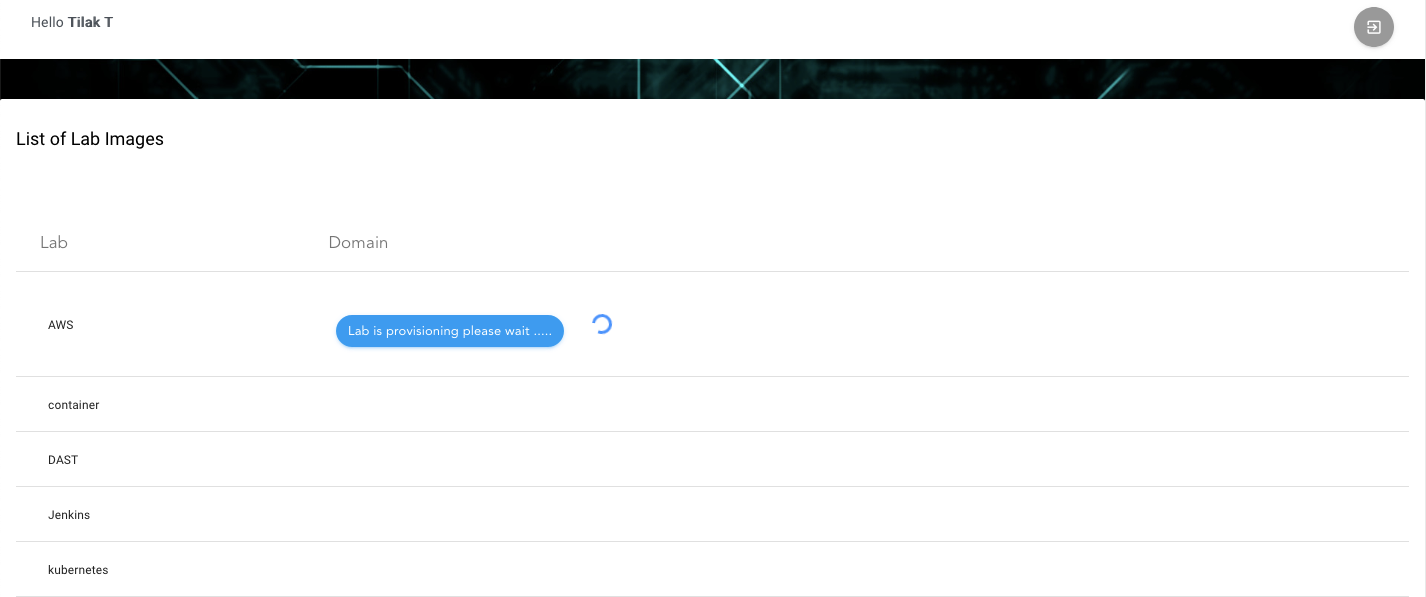 Hello Tilak T
List of Lab Images
Lab Domain
AWS Lab is provisioning please wait .....
container
DAST
Jenkins
kubernetes